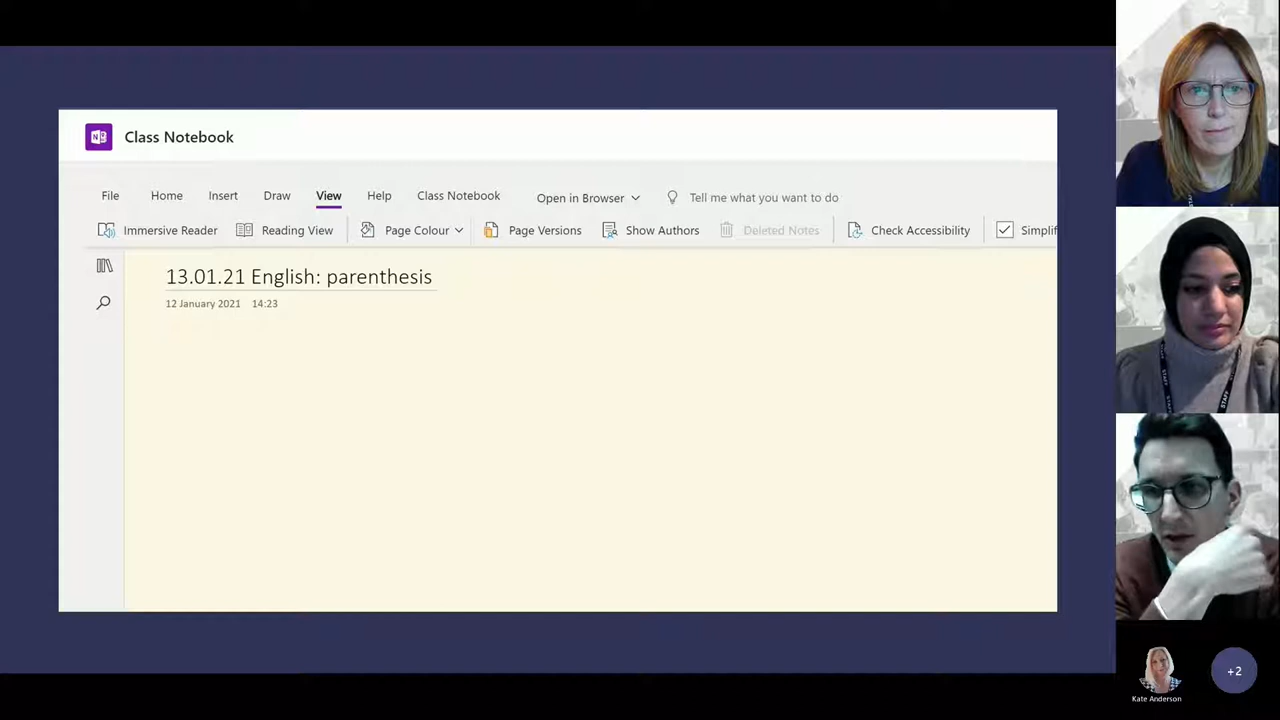 Class Notebook
File Home Insert Draw View Help Class Notebook Open in Browser Tell me what you want to do
Immersive Reader Reading View Page Colour Page Versions Show Authors Deleted Notes Check Accessibility Simplif
13.01.21 English: parenthesis
12 January 2021 14:23
STAFF
+2
Kate Anderson